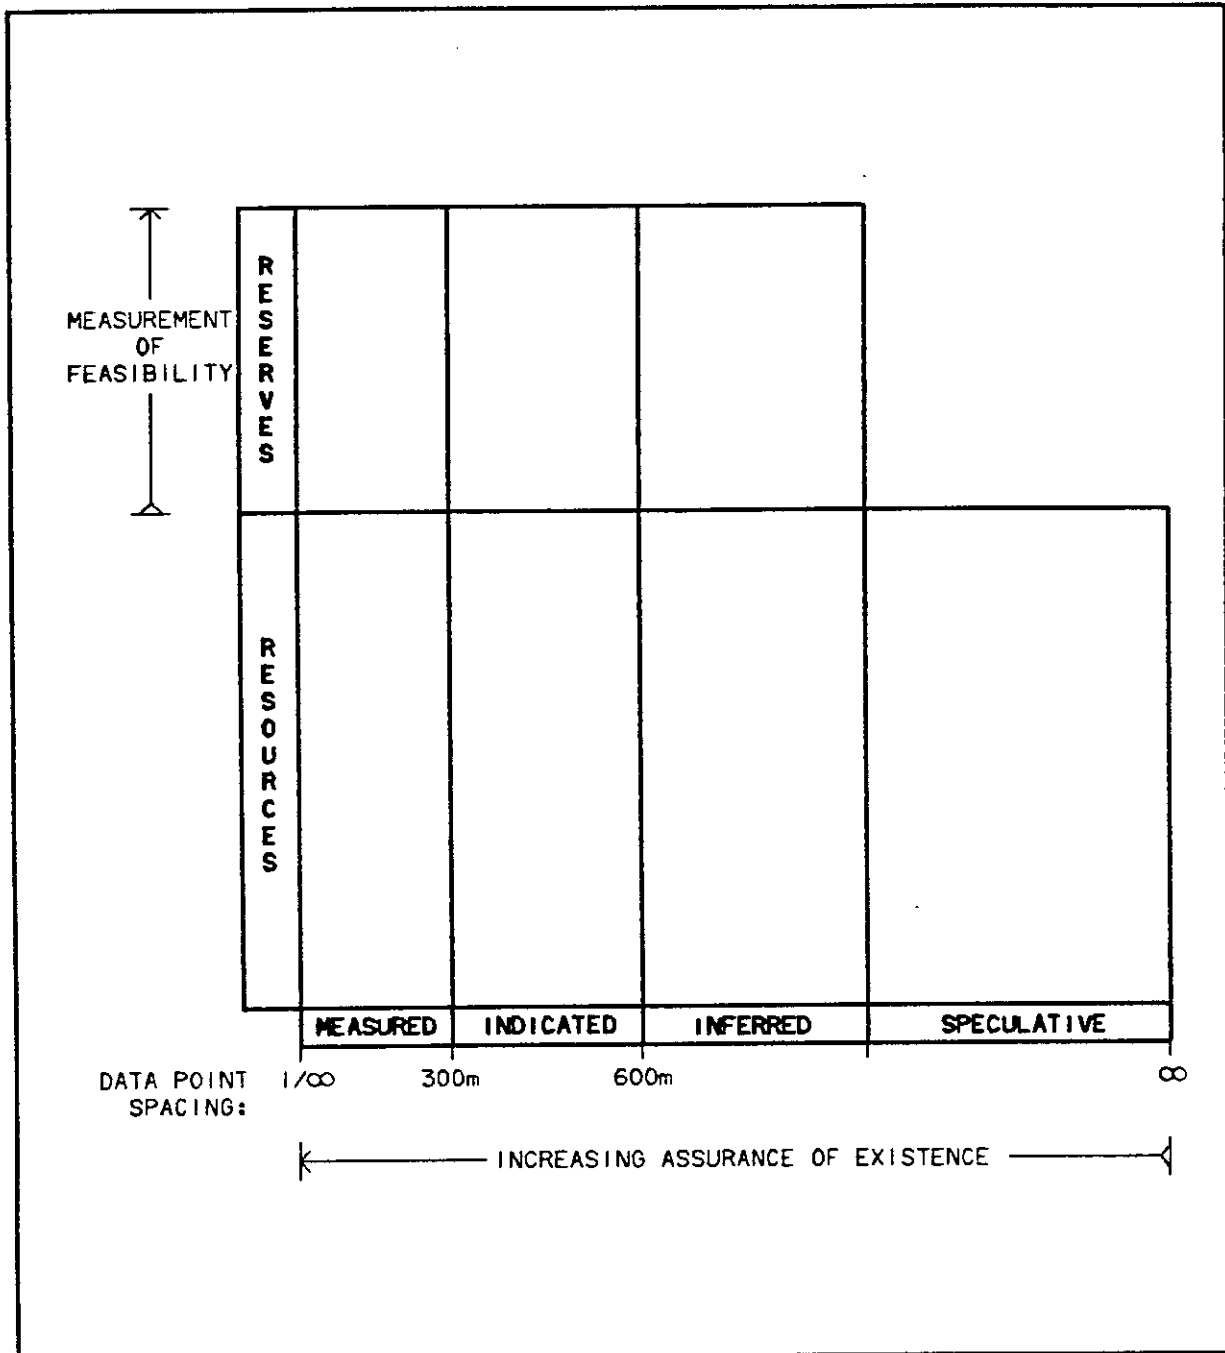 RESERVES
MEASUREMENT
OF
FEASIBILITY
RESOURCES
MEASURED INDICATED INFERRED SPECULATIVE
DATA POINT 1/∞ 300m 600m ∞
SPACING:
INCREASING ASSURANCE OF EXISTENCE